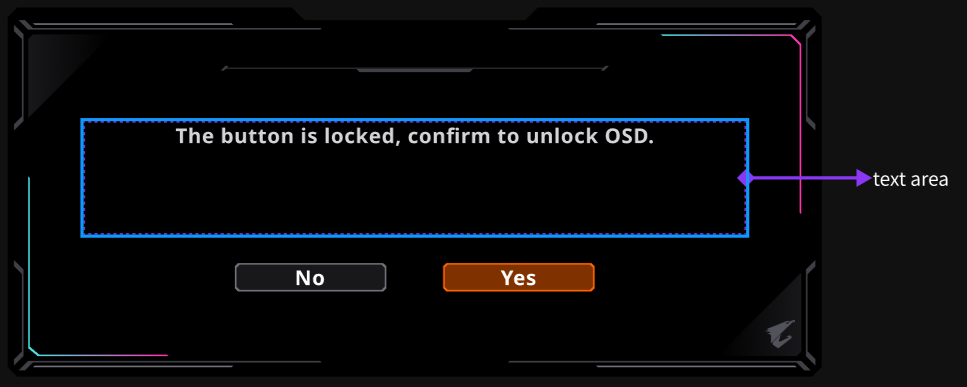 The button is locked, confirm to unlock OSD.
text area
No
Yes